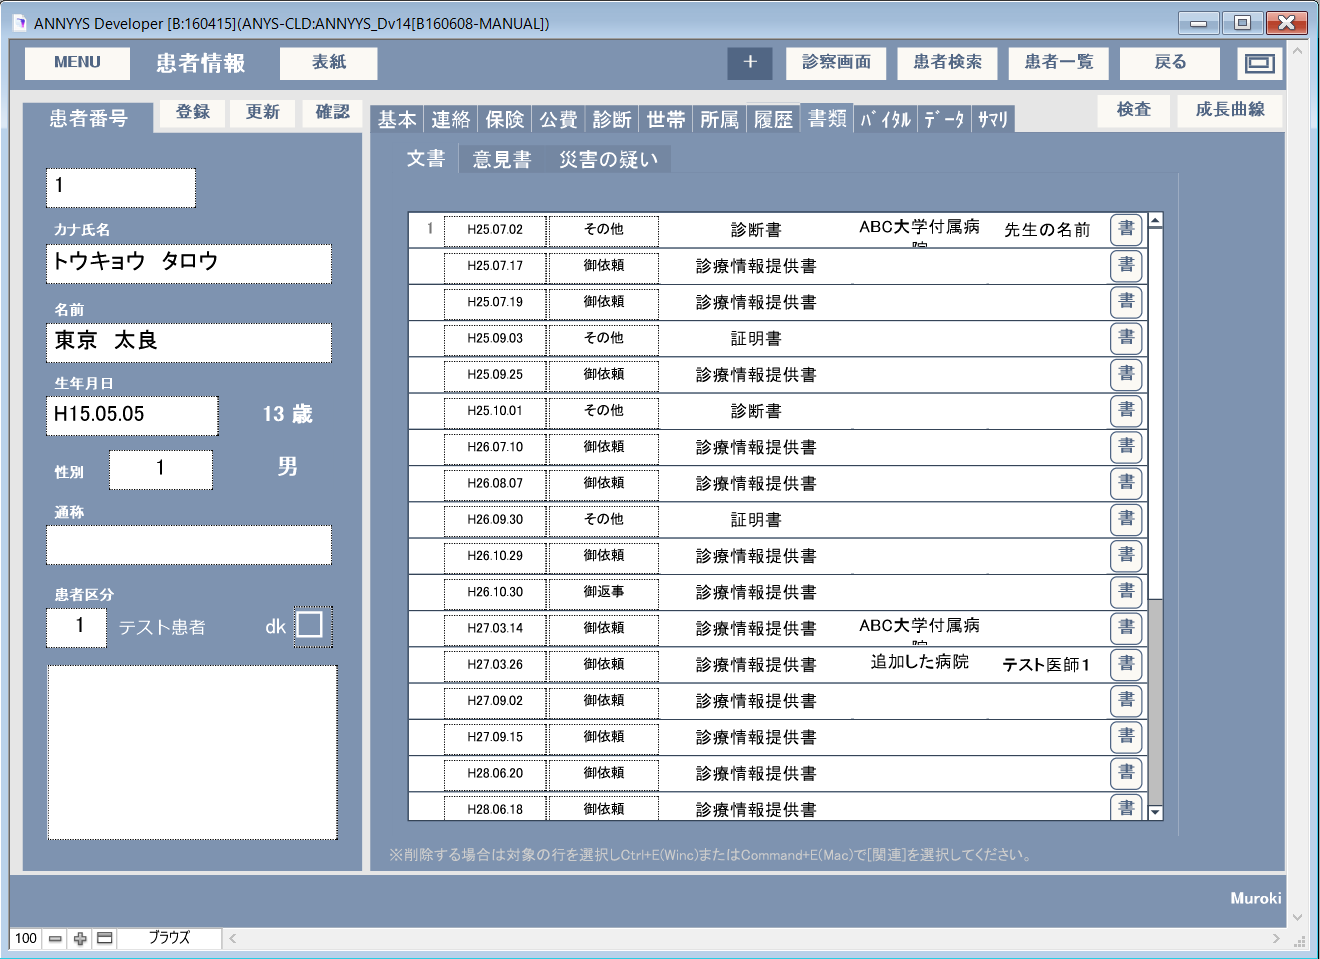 ANNYYS Developer [B:160415](ANYS-CLD:ANNYYS_Dv14[B160608-MANUAL])
MENU 患者情報 表紙 + 診察画面 患者検索 患者一覧 戻る
患者番号 登録 更新 確認 基本 連絡 保険 公費 診断 世帯 所属 履歴 書類 バイタル データ サマリ 検査 成長曲線
文書 意見書 災害の疑い
1
カナ氏名
トウキョウ タロウ
名前
東京 太良
生年月日
H15.05.05 13 歳
性別 1 男
通称
患者区分
1 テスト患者 dk
1 H25.07.02 その他 診断書 ABC大学付属病院 先生の名前 書
H25.07.17 御依頼 診療情報提供書 書
H25.07.19 御依頼 診療情報提供書 書
H25.09.03 その他 証明書 書
H25.09.25 御依頼 診療情報提供書 書
H25.10.01 その他 診断書 書
H26.07.10 御依頼 診療情報提供書 書
H26.08.07 御依頼 診療情報提供書 書
H26.09.30 その他 証明書 書
H26.10.29 御依頼 診療情報提供書 書
H26.10.30 御返事 診療情報提供書 書
H27.03.14 御依頼 診療情報提供書 ABC大学付属病院 書
H27.03.26 御依頼 診療情報提供書 追加した病院 テスト医師1 書
H27.09.02 御依頼 診療情報提供書 書
H27.09.15 御依頼 診療情報提供書 書
H28.06.20 御依頼 診療情報提供書 書
H28.06.18 御依頼 診療情報提供書 書
※削除する場合は対象の行を選択しCtrl+E(Winc)またはCommand+E(Mac)で[関連]を選択してください。
Muroki
100 ブラウズ